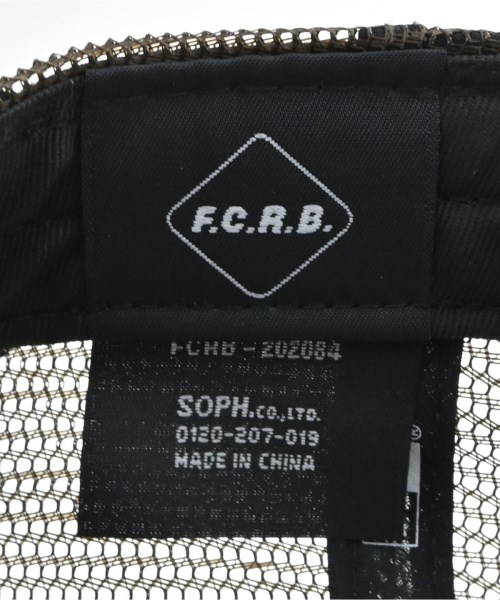 F.C.R.B.
FCRB-202084
SOPH.CO.,LTD.
0120-207-019
MADE IN CHINA
®